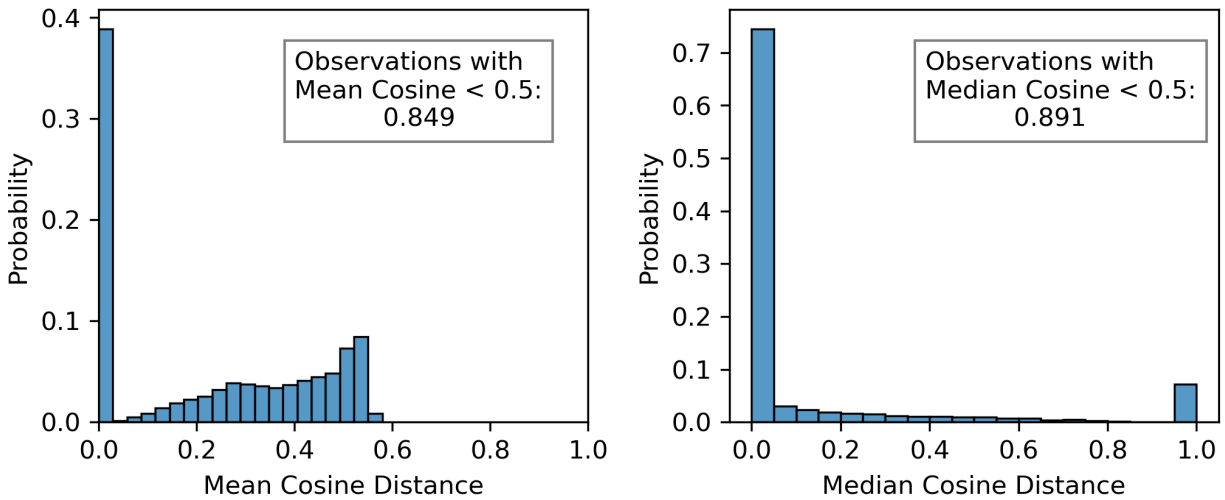 0.4
0.3
0.2
0.1
0.0
Probability
Observations with
Mean Cosine < 0.5:
0.849
0.0 0.2 0.4 0.6 0.8 1.0
Mean Cosine Distance
0.7
0.6
0.5
0.4
0.3
0.2
0.1
0.0
Probability
Observations with
Median Cosine < 0.5:
0.891
0.0 0.2 0.4 0.6 0.8 1.0
Median Cosine Distance